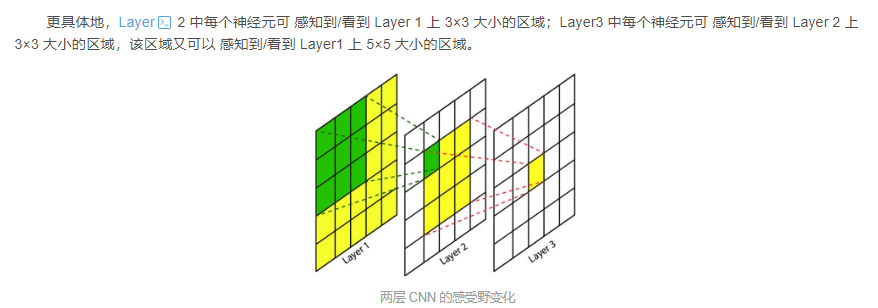 更具体地，Layer 2 中每个神经元可 感知到/看到 Layer 1 上 3×3 大小的区域；Layer3 中每个神经元可 感知到/看到 Layer 2 上
3×3 大小的区域，该区域又可以 感知到/看到 Layer1 上 5×5 大小的区域。
Layer 1
Layer 2
Layer 3
两层 CNN 的感受野变化